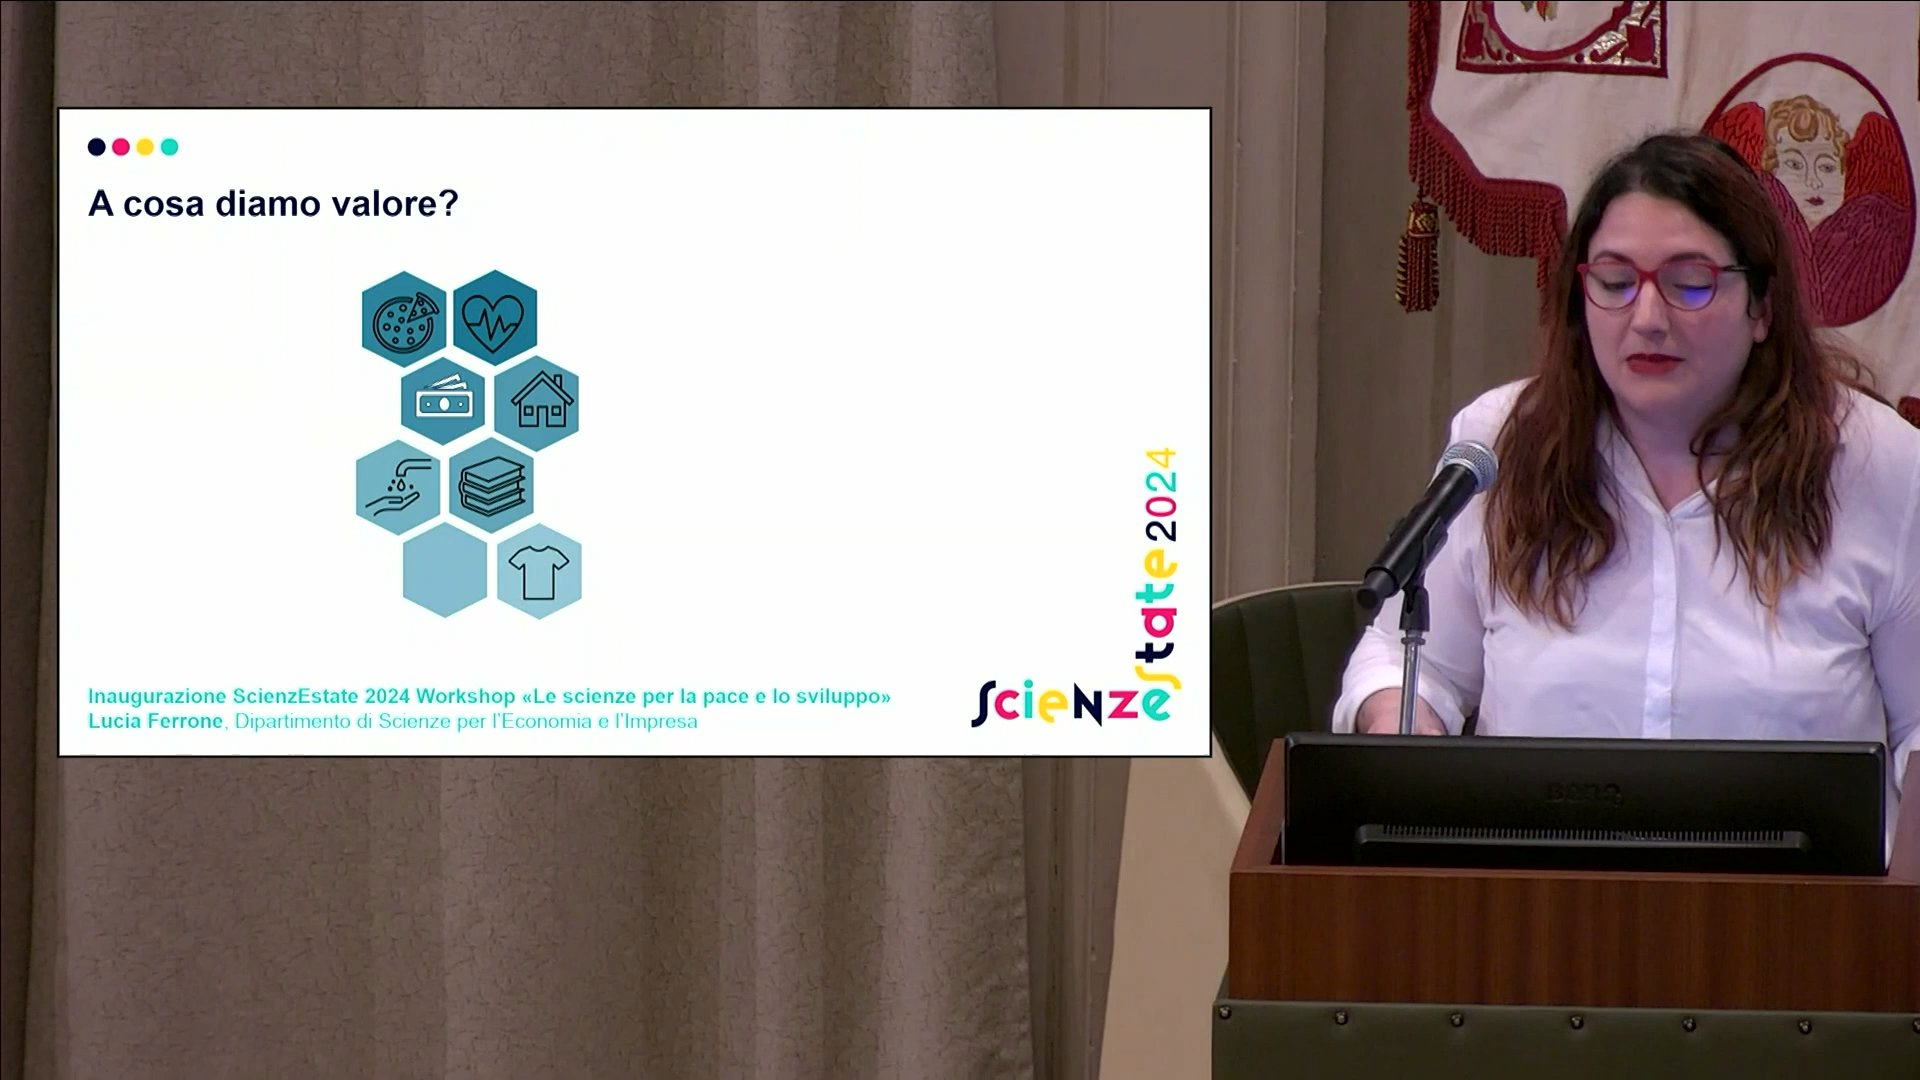 A cosa diamo valore?
Inaugurazione ScienzEstate 2024 Workshop «Le scienze per la pace e lo sviluppo»
Lucia Ferrone, Dipartimento di Scienze per l'Economia e l'Impresa
ScieNzEstate2024
BenQ